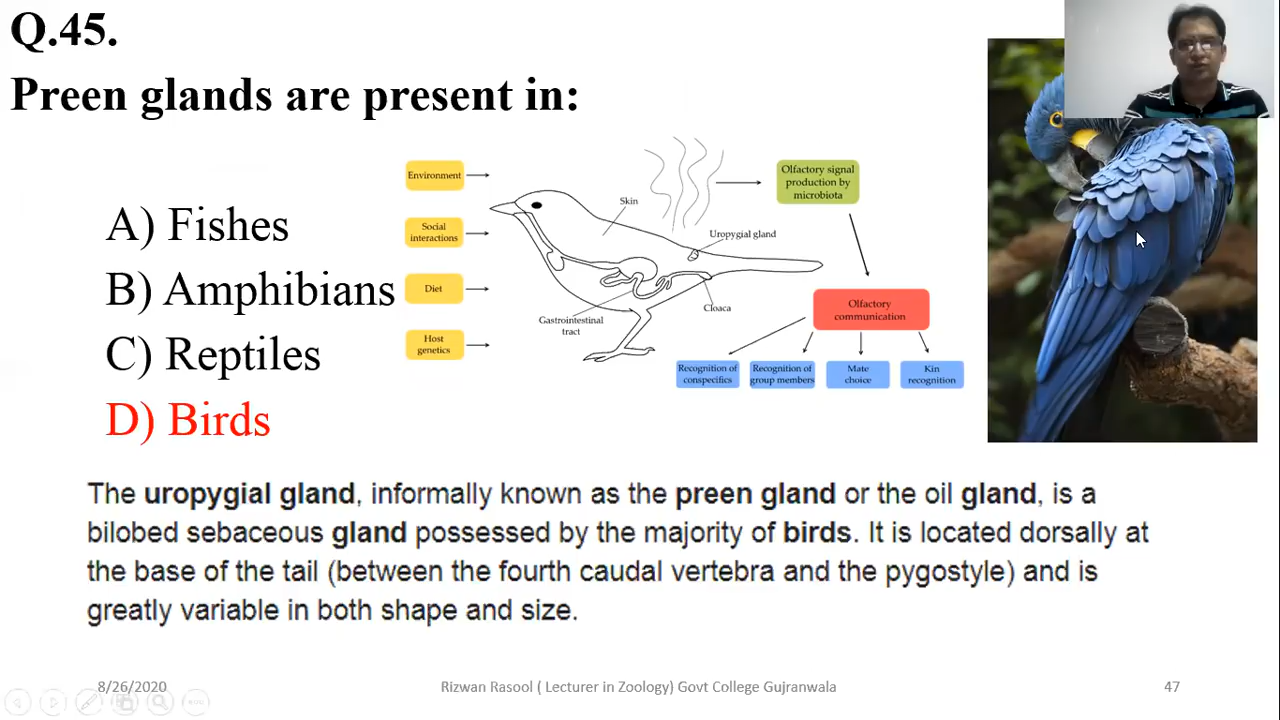 Q.45.
Preen glands are present in:
A) Fishes
B) Amphibians
C) Reptiles
D) Birds
Environment
Social
interactions
Diet
Host
genetics
Skin
Uropygial gland
Gastrointestinal
tract
Cloaca
Olfactory signal
production by
microbiota
Olfactory
communication
Recognition of
conspecifics
Recognition of
group members
Mate
choice
Kin
recognition
The uropygial gland, informally known as the preen gland or the oil gland, is a
bilobed sebaceous gland possessed by the majority of birds. It is located dorsally at
the base of the tail (between the fourth caudal vertebra and the pygostyle) and is
greatly variable in both shape and size.
8/26/2020
Rizwan Rasool ( Lecturer in Zoology) Govt College Gujranwala
47